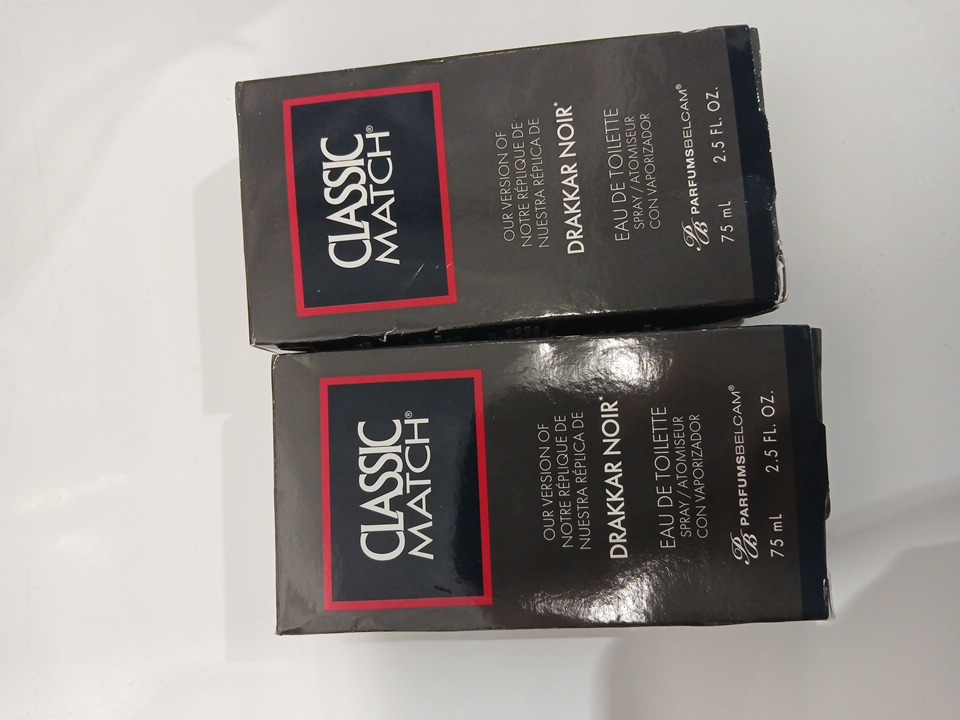 CLASSIC
MATCH®
OUR VERSION OF
NOTRE RÉPLIQUE DE
NUESTRA RÉPLICA DE
DRAKKAR NOIR*
EAU DE TOILETTE
SPRAY / ATOMISEUR
CON VAPORIZADOR
PB PARFUMSBELCAM®
75 mL 2.5 FL. OZ.
CLASSIC
MATCH®
OUR VERSION OF
NOTRE RÉPLIQUE DE
NUESTRA RÉPLICA DE
DRAKKAR NOIR*
EAU DE TOILETTE
SPRAY / ATOMISEUR
CON VAPORIZADOR
PB PARFUMSBELCAM®
75 mL 2.5 FL. OZ.